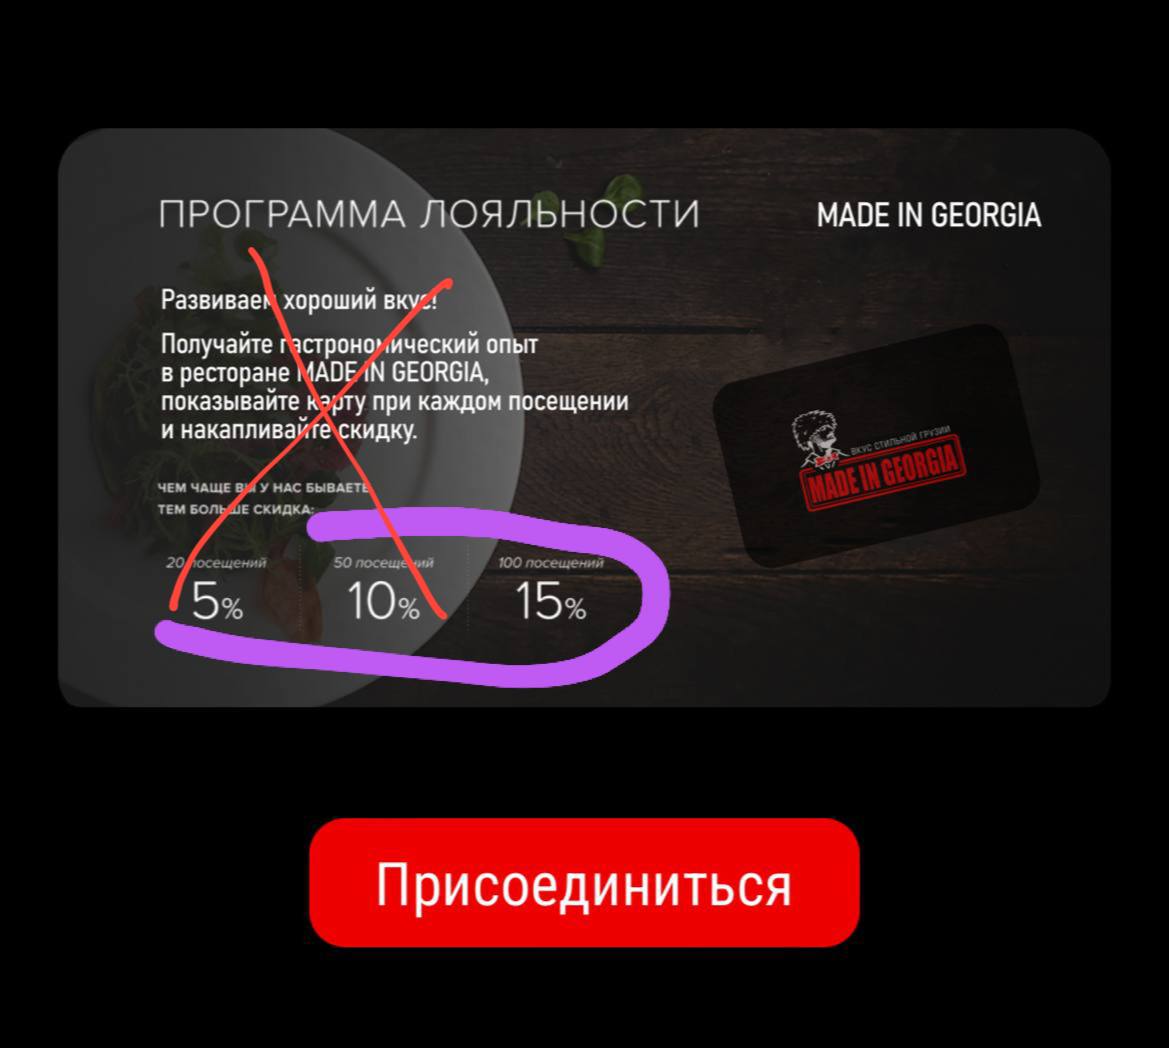 ПРОГРАММА ЛОЯЛЬНОСТИ
MADE IN GEORGIA
Развиваем хороший вкус!
Получайте гастрономический опыт
в ресторане MADE IN GEORGIA,
показывайте карту при каждом посещении
и накапливайте скидку.
ЧЕМ ЧАЩЕ ВЫ У НАС БЫВАЕТЕ,
ТЕМ БОЛЬШЕ СКИДКА:
20 посещений
5%
50 посещений
10%
100 посещений
15%
ВКУС СТИЛЬНОЙ ГРУЗИИ
MADE IN GEORGIA
Присоединиться